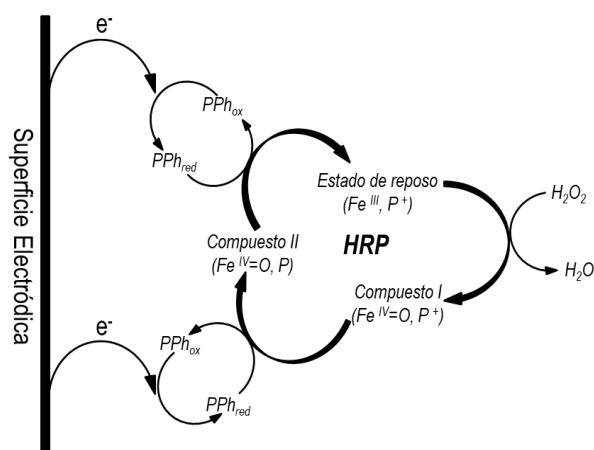 e-
PPhox
PPhred
Superfície Electródica
Estado de reposo
(Fe III, P +)
H2O2
Compuesto II
(Fe IV=O, P)
HRP
H2O
Compuesto I
(Fe IV=O, P +)
e-
PPhox
PPhred